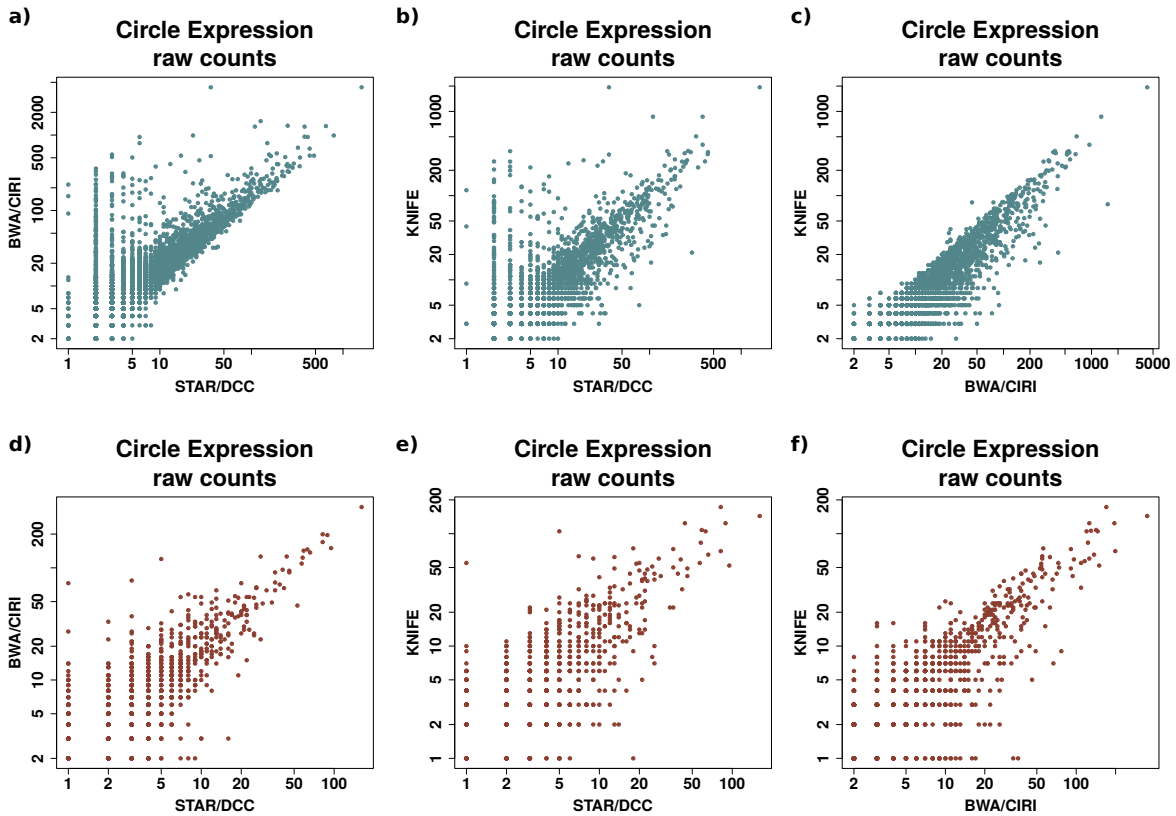 a)
Circle Expression
raw counts
BWA/CIRI
2 5 20 100 500 2000
1 5 10 50 500
STAR/DCC
b)
Circle Expression
raw counts
KNIFE
2 5 20 50 200 1000
1 5 10 50 500
STAR/DCC
c)
Circle Expression
raw counts
KNIFE
2 5 20 50 200 1000
2 5 20 50 200 1000 5000
BWA/CIRI
d)
Circle Expression
raw counts
BWA/CIRI
2 5 10 20 50 200
1 2 5 10 20 50 100
STAR/DCC
e)
Circle Expression
raw counts
KNIFE
1 2 5 10 20 50 200
1 2 5 10 20 50 100
STAR/DCC
f)
Circle Expression
raw counts
KNIFE
1 2 5 10 20 50 200
2 5 10 20 50 100
BWA/CIRI